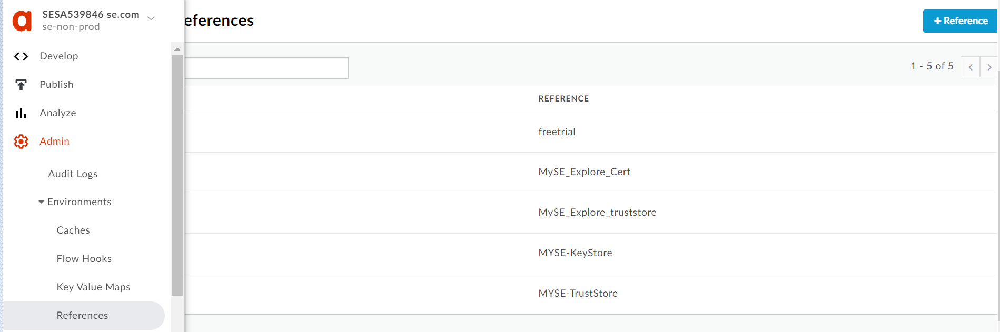 SESA539846 se.com
se-non-prod
Develop
Publish
Analyze
Admin
Audit Logs
Environments
Caches
Flow Hooks
Key Value Maps
References
eferences
+ Reference
1 - 5 of 5
REFERENCE
freetrial
MySE_Explore_Cert
MySE_Explore_truststore
MYSE-KeyStore
MYSE-TrustStore